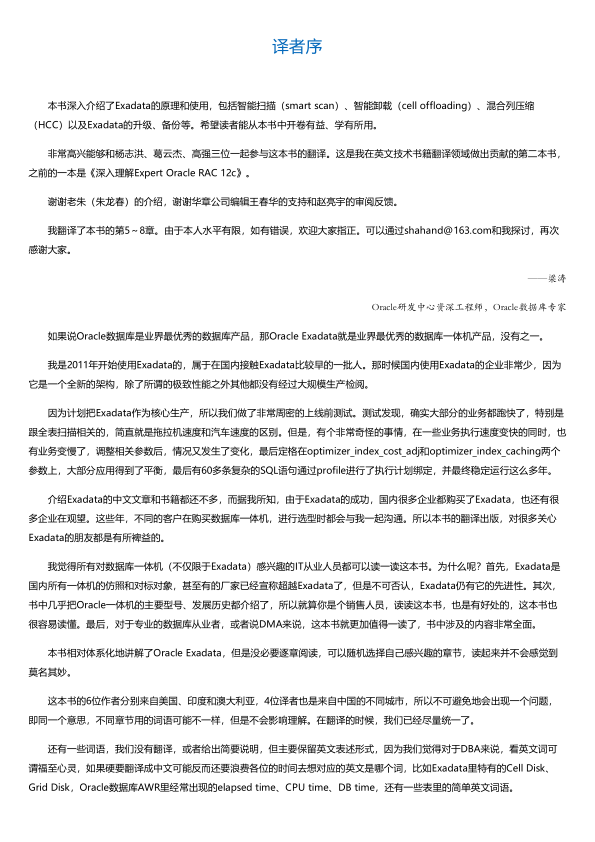 译者序
本书深入介绍了Exadata的原理和使用，包括智能扫描（smart scan）、智能卸载（cell offloading）、混合列压缩
（HCC）以及Exadata的升级、备份等。希望读者能从本书中开卷有益、学有所用。
非常高兴能够和杨志洪、葛云杰、高强三位一起参与这本书的翻译。这是我在英文技术书籍翻译领域做出贡献的第二本书，
之前的一本是《深入理解Expert Oracle RAC 12c》。
谢谢老朱（朱龙春）的介绍，谢谢华章公司编辑王春华的支持和赵亮宇的审阅反馈。
我翻译了本书的第5～8章。由于本人水平有限，如有错误，欢迎大家指正。可以通过shahand@163.com和我探讨，再次
感谢大家。
——梁涛
Oracle研发中心资深工程师，Oracle数据库专家
如果说Oracle数据库是业界最优秀的数据库产品，那Oracle Exadata就是业界最优秀的数据库一体机产品，没有之一。
我是2011年开始使用Exadata的，属于在国内接触Exadata比较早的一批人。那时候国内使用Exadata的企业非常少，因为
它是一个全新的架构，除了所谓的极致性能之外其他都没有经过大规模生产检阅。
因为计划把Exadata作为核心生产，所以我们做了非常周密的上线前测试。测试发现，确实大部分的业务都跑快了，特别是
跟全表扫描相关的，简直就是拖拉机速度和汽车速度的区别。但是，有个非常奇怪的事情，在一些业务执行速度变快的同时，也
有业务变慢了，调整相关参数后，情况又发生了变化，最后定格在optimizer_index_cost_adj和optimizer_index_caching两个
参数上，大部分应用得到了平衡，最后有60多条复杂的SQL语句通过profile进行了执行计划绑定，并最终稳定运行这么多年。
介绍Exadata的中文文章和书籍都还不多，而据我所知，由于Exadata的成功，国内很多企业都购买了Exadata，也还有很
多企业在观望。这些年，不同的客户在购买数据库一体机，进行选型时都会与我一起沟通。所以本书的翻译出版，对很多关心
Exadata的朋友都是有所裨益的。
我觉得所有对数据库一体机（不仅限于Exadata）感兴趣的IT从业人员都可以读一读这本书。为什么呢？首先，Exadata是
国内所有一体机的仿照和对标对象，甚至有的厂家已经宣称超越Exadata了，但是不可否认，Exadata仍有它的先进性。其次，
书中几乎把Oracle一体机的主要型号、发展历史都介绍了，所以就算你是个销售人员，读读这本书，也是有好处的，这本书也
很容易读懂。最后，对于专业的数据库从业者，或者说DMA来说，这本书就更加值得一读了，书中涉及的内容非常全面。
本书相对体系化地讲解了Oracle Exadata，但是没必要逐章阅读，可以随机选择自己感兴趣的章节，读起来并不会感觉到
莫名其妙。
这本书的6位作者分别来自美国、印度和澳大利亚，4位译者也是来自中国的不同城市，所以不可避免地会出现一个问题，
即同一个意思，不同章节用的词语可能不一样，但是不会影响理解。在翻译的时候，我们已经尽量统一了。
还有一些词语，我们没有翻译，或者给出简要说明，但主要保留英文表述形式，因为我们觉得对于DBA来说，看英文词可
谓福至心灵，如果硬要翻译成中文可能反而还要浪费各位的时间去想对应的英文是哪个词，比如Exadata里特有的Cell Disk、
Grid Disk，Oracle数据库AWR里经常出现的elapsed time、CPU time、DB time，还有一些表里的简单英文词语。